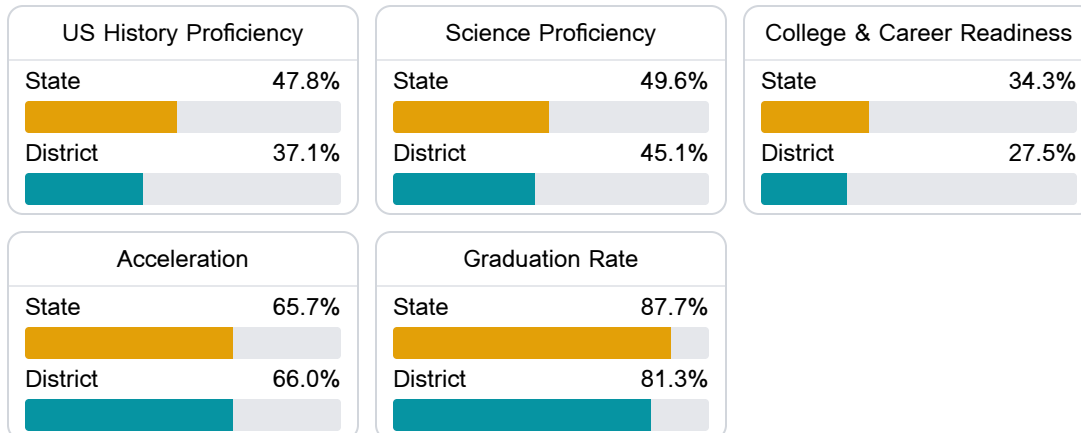 US History Proficiency
State 47.8%
District 37.1%
Science Proficiency
State 49.6%
District 45.1%
College & Career Readiness
State 34.3%
District 27.5%
Acceleration
State 65.7%
District 66.0%
Graduation Rate
State 87.7%
District 81.3%